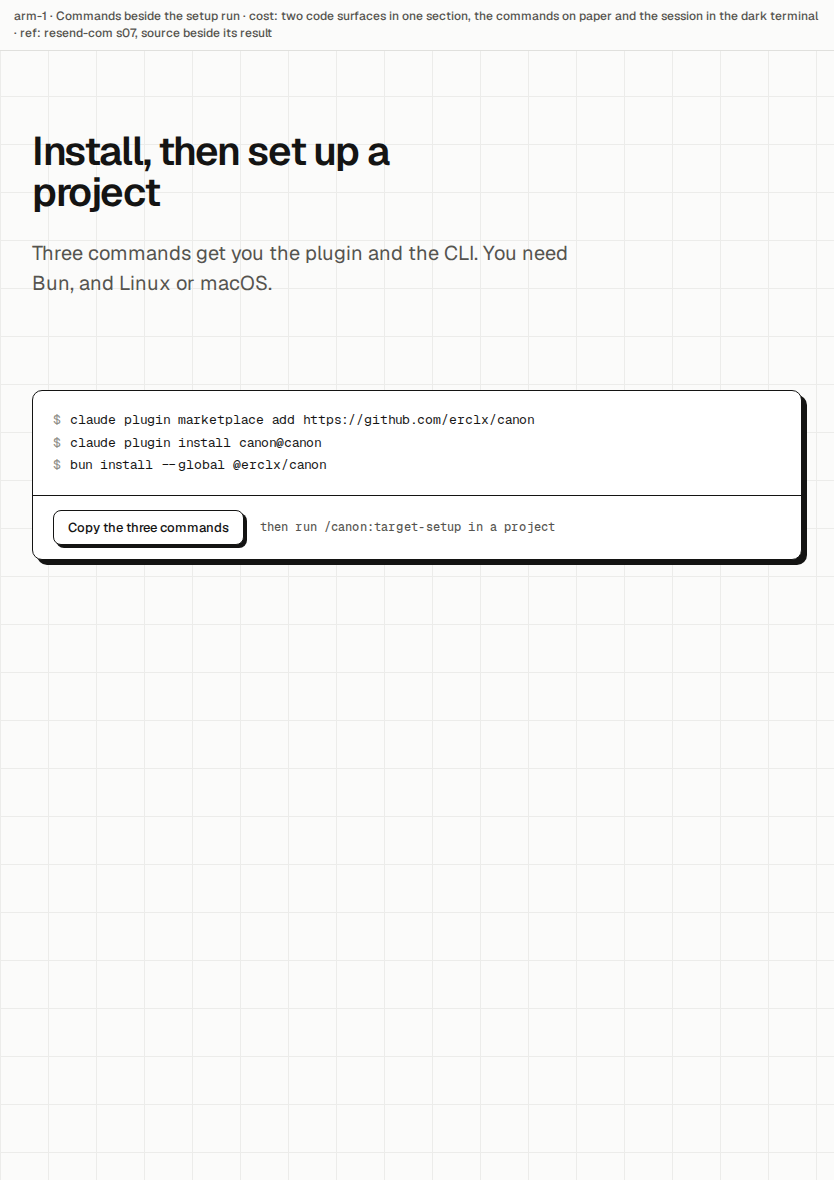 arm-1 · Commands beside the setup run · cost: two code surfaces in one section, the commands on paper and the session in the dark terminal
· ref: resend-com s07, source beside its result
Install, then set up a
project
Three commands get you the plugin and the CLI. You need
Bun, and Linux or macOS.
$ claude plugin marketplace add https://github.com/erclx/canon
$ claude plugin install canon@canon
$ bun install --global @erclx/canon
Copy the three commands then run /canon:target-setup in a project